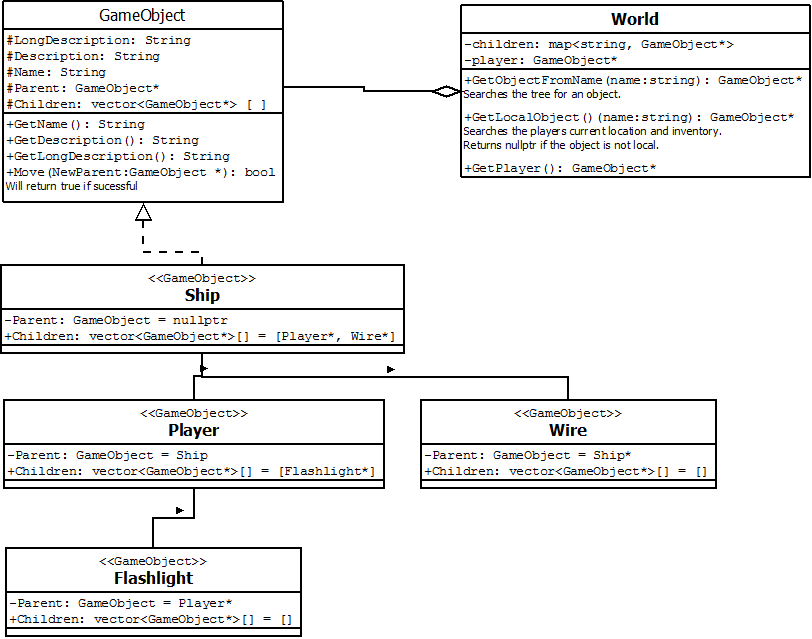 GameObject
#LongDescription: String
#Description: String
#Name: String
#Parent: GameObject*
#Children: vector<GameObject*> [ ]
+GetName(): String
+GetDescription(): String
+GetLongDescription(): String
+Move(NewParent:GameObject *): bool
Will return true if sucessful
World
-children: map<string, GameObject*>
-player: GameObject*
+GetObjectFromName(name:string): GameObject*
Searches the tree for an object.
+GetLocalObject()(name:string): GameObject*
Searches the players current location and inventory.
Returns nullptr if the object is not local.
+GetPlayer(): GameObject*
<<GameObject>>
Ship
-Parent: GameObject = nullptr
+Children: vector<GameObject*>[] = [Player*, Wire*]
<<GameObject>>
Player
-Parent: GameObject = Ship
+Children: vector<GameObject*>[] = [Flashlight*]
<<GameObject>>
Wire
-Parent: GameObject = Ship*
+Children: vector<GameObject*>[] = []
<<GameObject>>
Flashlight
-Parent: GameObject = Player*
+Children: vector<GameObject*>[] = []